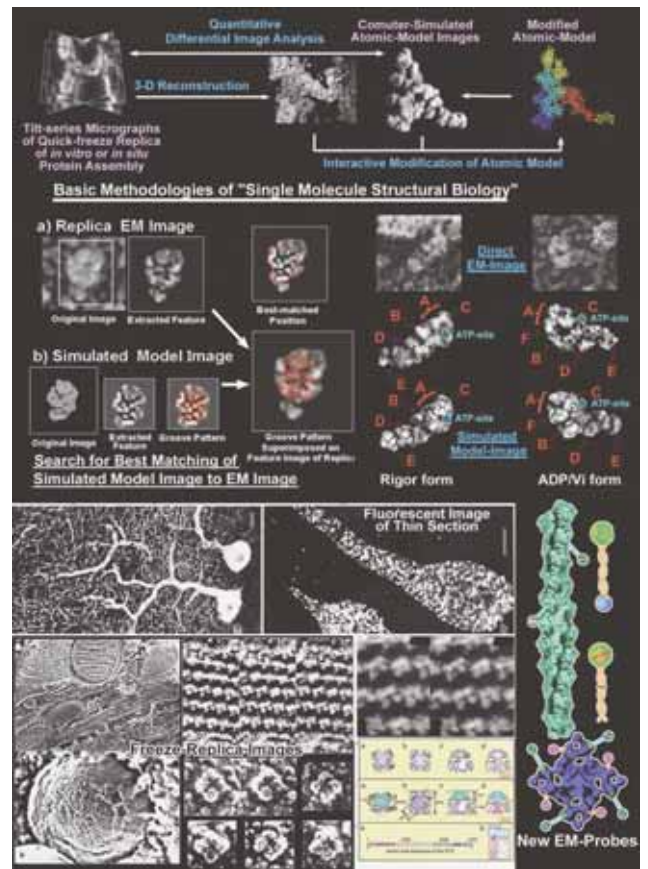 Quantitative
Differential Image Analysis
Comuter-Simulated
Atomic-Model Images
Modified
Atomic-Model
3-D Reconstruction
Tilt-series Micrographs
of Quick-freeze Replica
of in vitro or in situ
Protein Assembly
Interactive Modification of Atomic Model
Basic Methodologies of "Single Molecule Structural Biology"
a) Replica EM Image
Original Image
Extracted Feature
Best-matched
Position
b) Simulated Model Image
Original Image
Extracted
Feature
Groove Pattern
Groove Pattern
Superimposed on
Feature Image of Replica
Search for Best Matching of
Simulated Model Image to EM Image
Direct
EM-Image
A
B
C
D
ATP-site
E
A
C
ATP-site
F
B
D
E
A
B
C
D
ATP-site
E
A
C
ATP-site
F
B
D
E
Simulated
Model-Image
Rigor form
ADP/Vi form
Fluorescent Image
of Thin Section
Freeze-Replica-Images
New EM-Probes